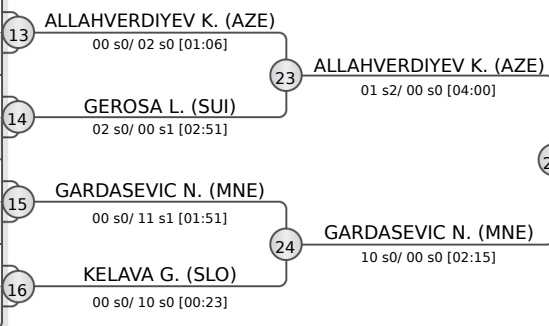 ALLAHVERDIYEV K. (AZE)
13
00 s0/ 02 s0 [01:06]
23
ALLAHVERDIYEV K. (AZE)
01 s2/ 00 s0 [04:00]
GEROSA L. (SUI)
14
02 s0/ 00 s1 [02:51]
GARDASEVIC N. (MNE)
15
00 s0/ 11 s1 [01:51]
24
GARDASEVIC N. (MNE)
10 s0/ 00 s0 [02:15]
KELAVA G. (SLO)
16
00 s0/ 10 s0 [00:23]